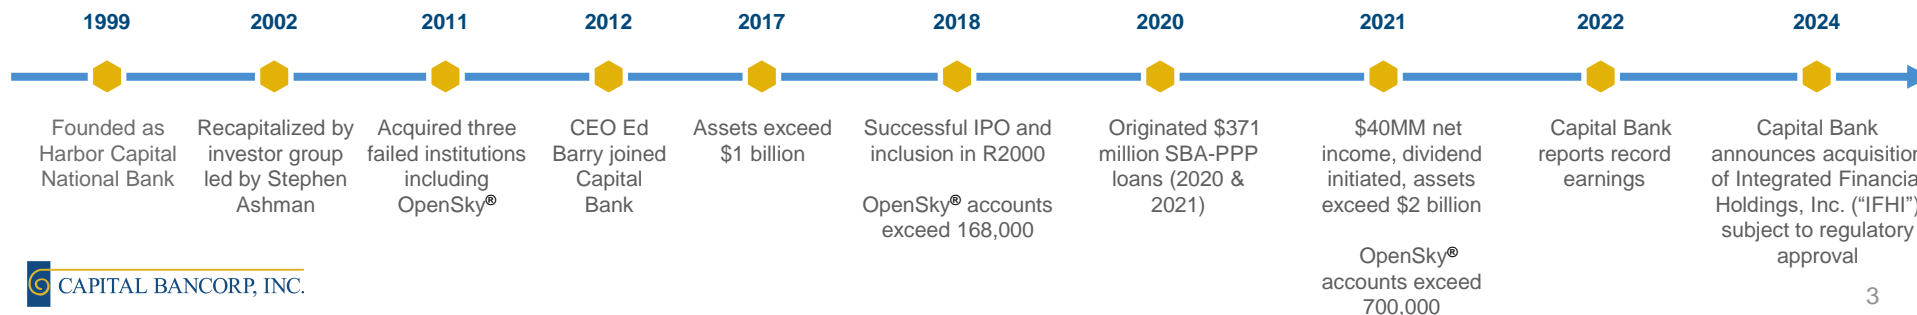 1999
Founded as
Harbor Capital
National Bank
2002
Recapitalized by
investor group
led by Stephen
Ashman
2011
Acquired three
failed institutions
including
OpenSky®
2012
CEO Ed
Barry joined
Capital
Bank
2017
Assets exceed
$1 billion
2018
Successful IPO and
inclusion in R2000
OpenSky® accounts
exceed 168,000
2020
Originated $371
million SBA-PPP
loans (2020 &
2021)
2021
$40MM net
income, dividend
initiated, assets
exceed $2 billion
OpenSky®
accounts exceed
700,000
2022
Capital Bank
reports record
earnings
2024
Capital Bank
announces acquisition
of Integrated Financia
Holdings, Inc. (“IFHI”)
subject to regulatory
approval
CAPITAL BANCORP, INC.
3